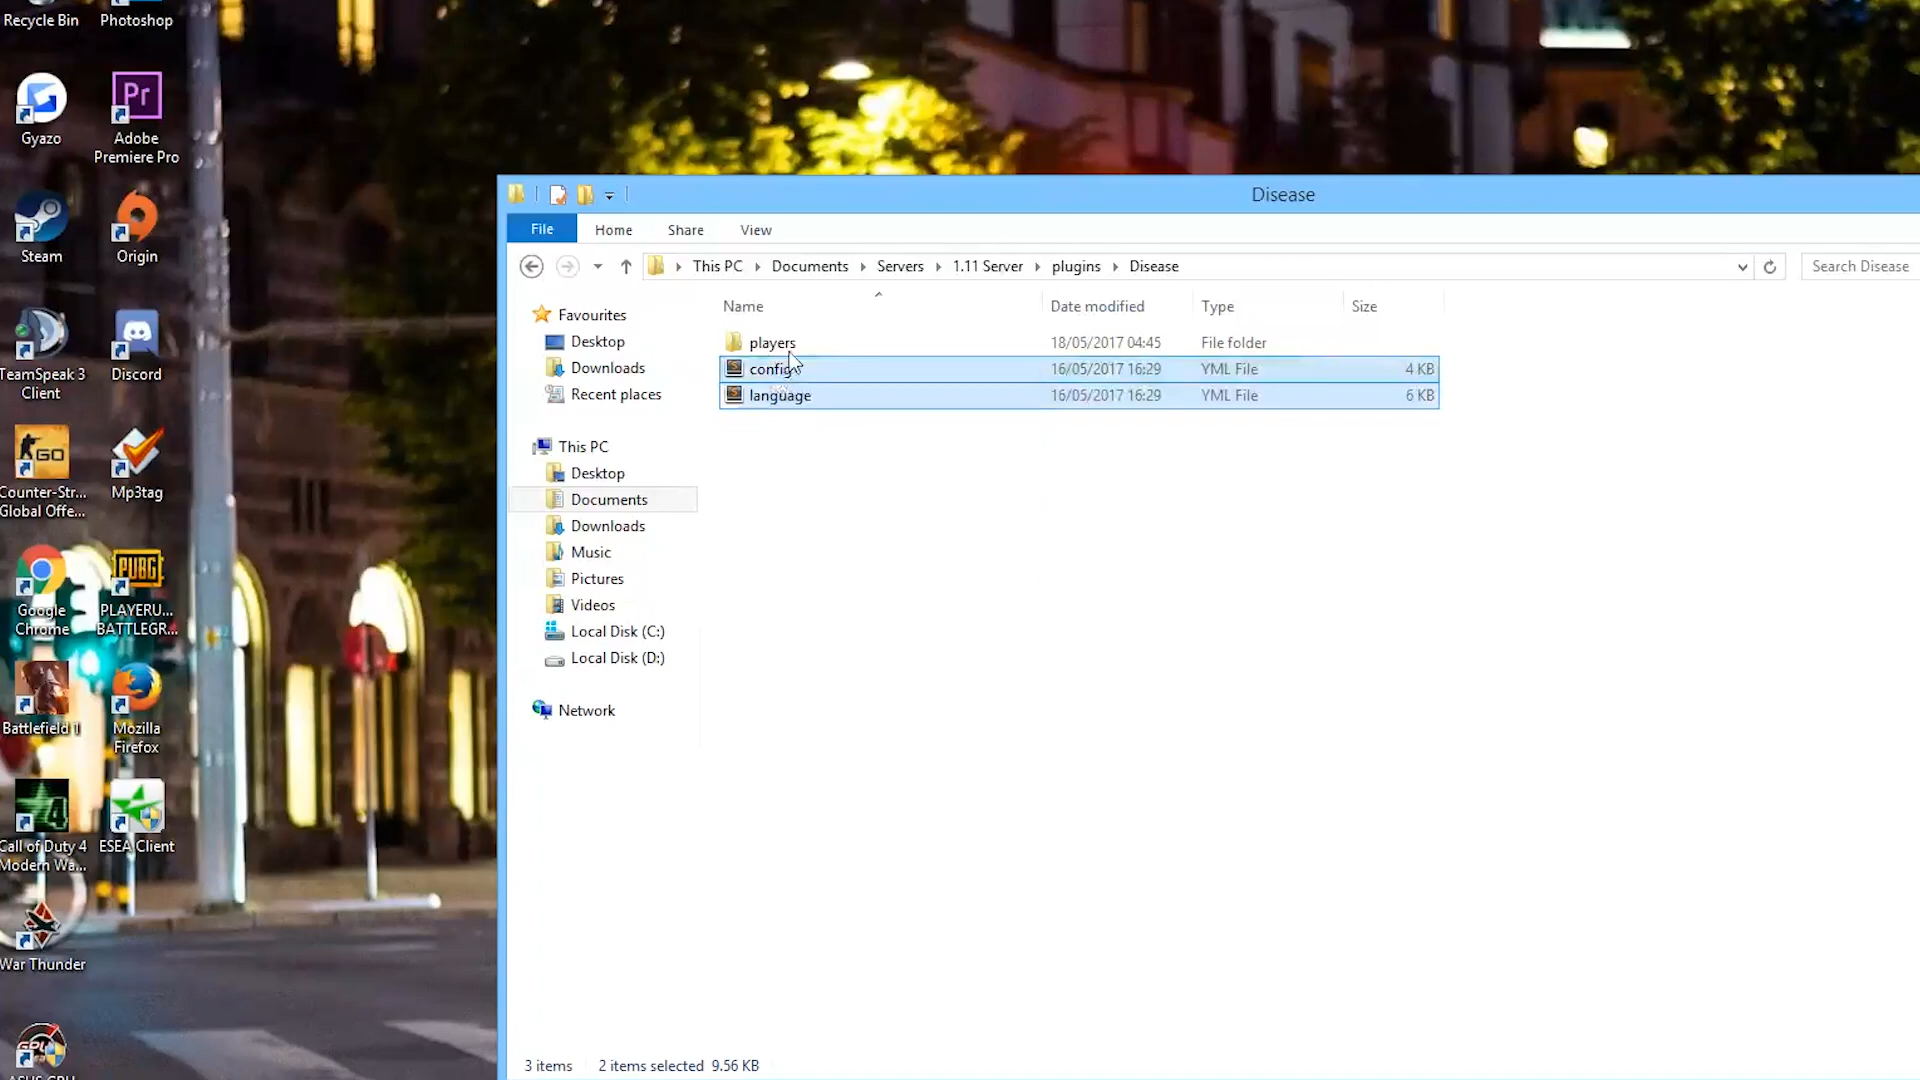 Recycle Bin
Photoshop
Gyazo
Adobe
Premiere Pro
Steam
Origin
TeamSpeak 3
Client
Discord
Counter-Str...
Global Offe...
Mp3tag
Google
Chrome
PLAYERU...
BATTLEGR...
Battlefield 1
Mozilla
Firefox
Call of Duty 4
Modern Wa...
ESEA Client
War Thunder
Pr
GO
PUBG
4
Disease
File
Home
Share
View
This PC
Documents
Servers
1.11 Server
plugins
Disease
Search Disease
Name
Date modified
Type
Size
players
18/05/2017 04:45
File folder
config
16/05/2017 16:29
YML File
4 KB
language
16/05/2017 16:29
YML File
6 KB
Favourites
Desktop
Downloads
Recent places
This PC
Desktop
Documents
Downloads
Music
Pictures
Videos
Local Disk (C:)
Local Disk (D:)
Network
3 items
2 items selected 9.56 KB